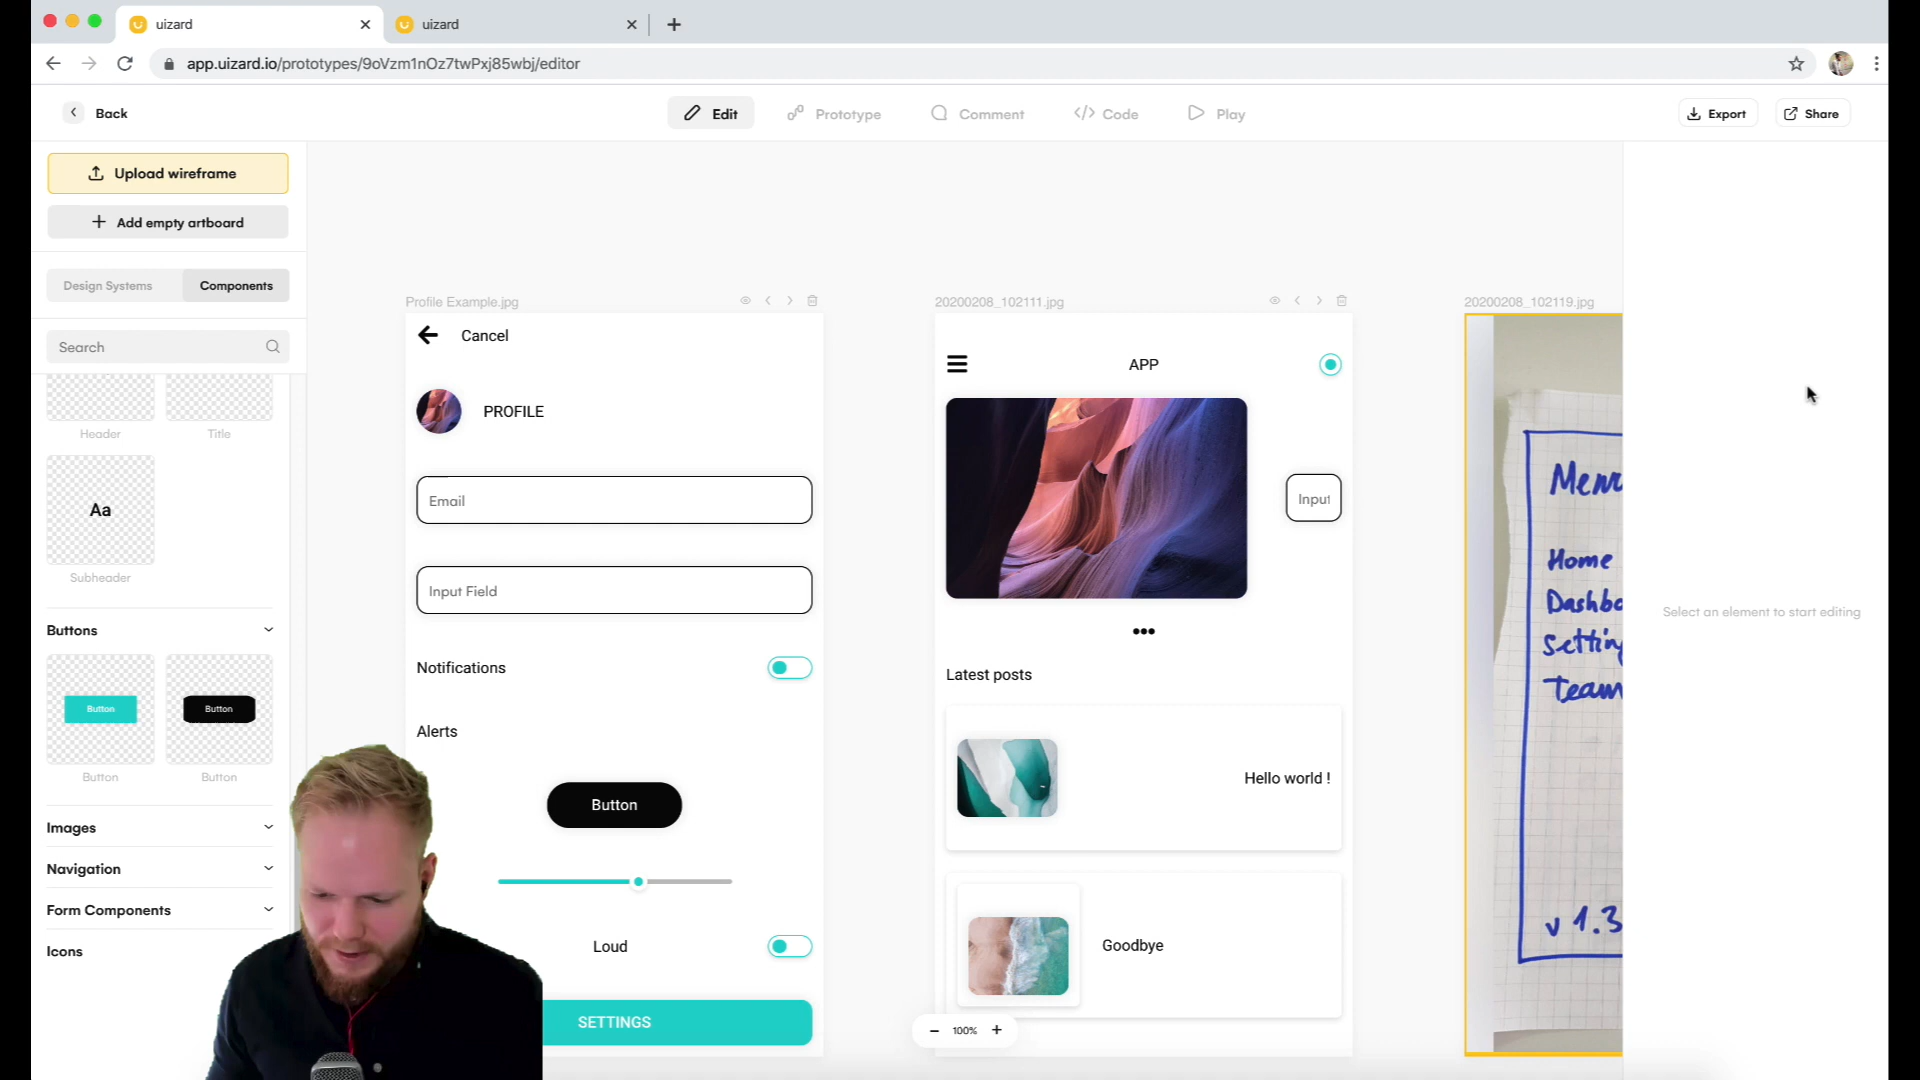 uizard
uizard
app.uizard.io/prototypes/9oVzm1nOz7twPxj85wbj/editor
Back
Edit
Prototype
Comment
Code
Play
Export
Share
Upload wireframe
Add empty artboard
Design Systems
Components
Search
Header
Title
Aa
Subheader
Buttons
Button
Button
Button
Button
Images
Navigation
Form Components
Icons
Profile Example.jpg
Cancel
PROFILE
Email
Input Field
Notifications
Alerts
Button
Loud
SETTINGS
20200208_102111.jpg
APP
Input
Latest posts
Hello world !
Goodbye
100%
20200208_102119.jpg
Home
v 1.3
Select an element to start editing